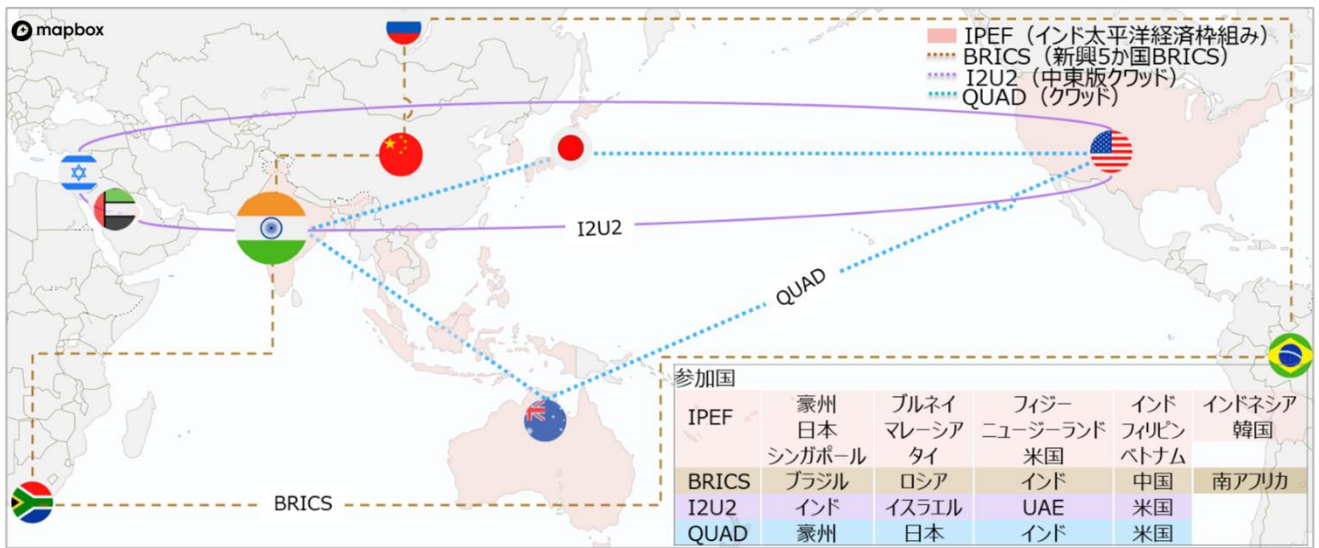 mapbox
IPEF（インド太平洋経済枠組み）
BRICS（新興5か国BRICS）
I2U2（中東版クワッド）
QUAD（クワッド）
I2U2
QUAD
BRICS
参加国
IPEF 豪州 ブルネイ フィジー インド インドネシア
日本 マレーシア ニュージーランド フィリピン 韓国
シンガポール タイ 米国 ベトナム
BRICS ブラジル ロシア インド 中国 南アフリカ
I2U2 インド イスラエル UAE 米国
QUAD 豪州 日本 インド 米国